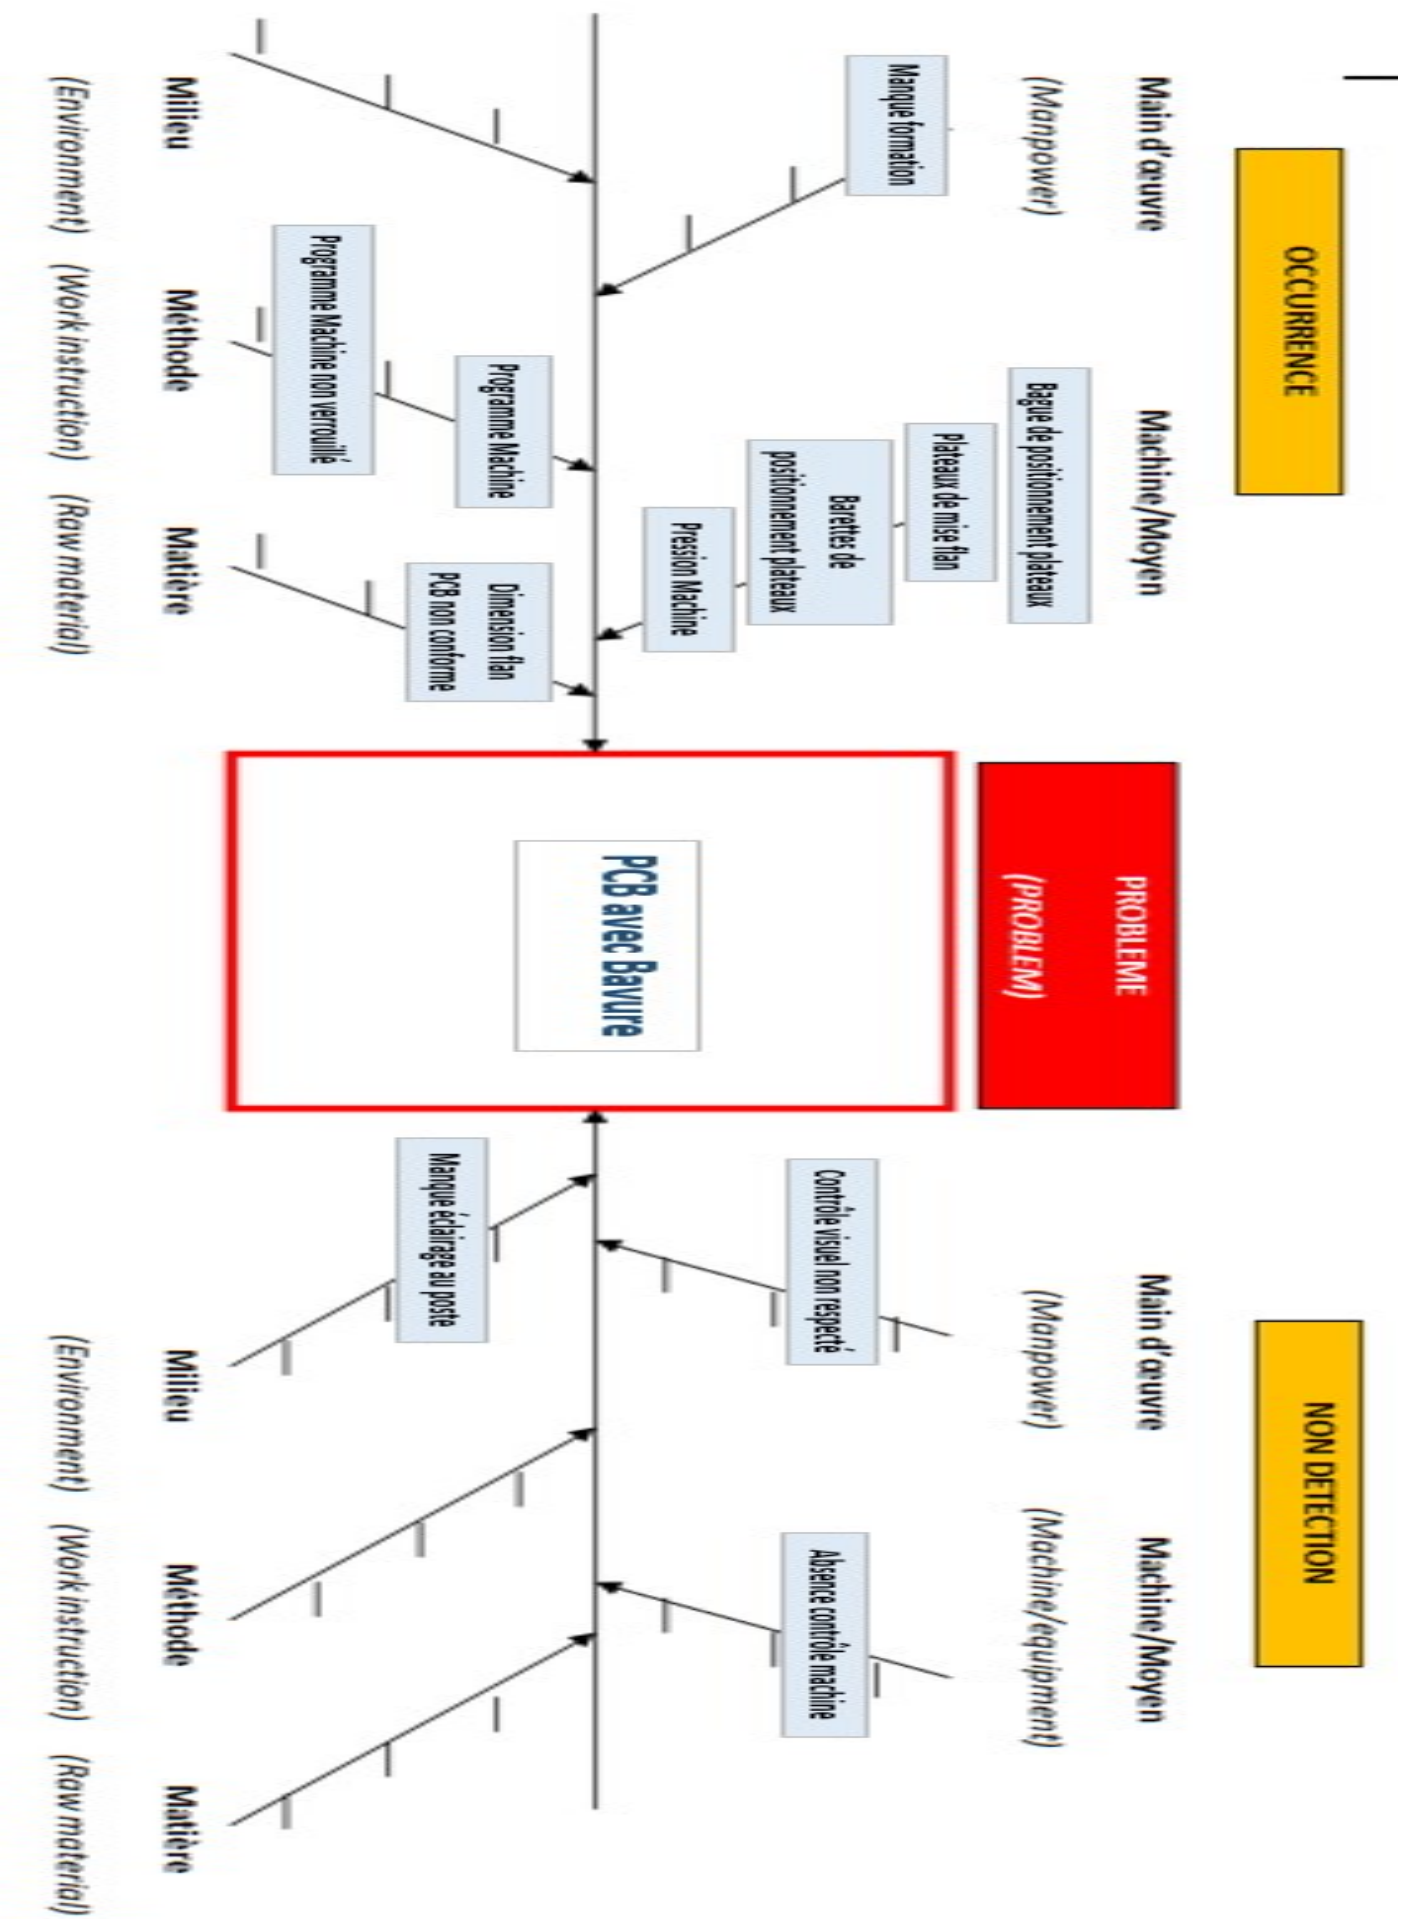 OCCURRENCE
Main d'œuvre
(Manpower)
Machine/Moyen
Manque formation
Bague de positionnement plateaux
Plateaux de mise flan
Barettes de
positionnement plateaux
Pression Machine
Dimension flan
PCB non conforme
Programme Machine
Programme Machine non verrouillé
Milieu
(Environment)
Méthode
(Work instruction)
Matière
(Raw material)
PROBLEME
(PROBLEM)
PCB avec Bavure
NON DETECTION
Main d'œuvre
(Manpower)
Machine/Moyen
(Machine/equipment)
Contrôle visuel non respecté
Absence contrôle machine
Manque éclairage au poste
Milieu
(Environment)
Méthode
(Work instruction)
Matière
(Raw material)